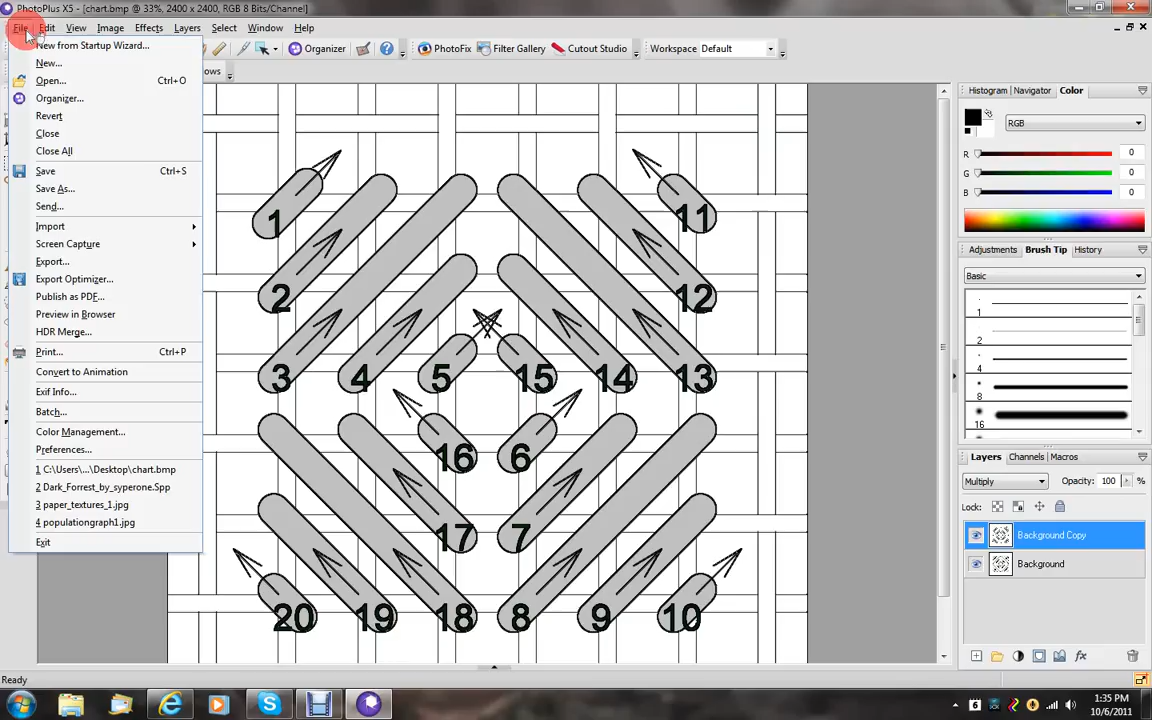 PhotoPlus X5 - [chart.bmp @ 33%, 2400 x 2400, RGB 8 Bits/Channel]
File Edit View Image Effects Layers Select Window Help
Organizer PhotoFix Filter Gallery Cutout Studio Workspace Default
ows
New from Startup Wizard...
New...
Open... Ctrl+O
Organizer...
Revert
Close
Close All
Save Ctrl+S
Save As...
Send...
Import
Screen Capture
Export...
Export Optimizer...
Publish as PDF...
Preview in Browser
HDR Merge...
Print... Ctrl+P
Convert to Animation
Exif Info...
Batch...
Color Management...
Preferences...
1 C:\Users\...\Desktop\chart.bmp
2 Dark_Forrest_by_syperone.Spp
3 paper_textures_1.jpg
4 populationgraph1.jpg
Exit
1 11
2 12
3 4 5 15 14 13
16 6
17 7
20 19 18 8 9 10
Histogram Navigator Color
RGB
R 0
G 0
B 0
Adjustments Brush Tip History
Basic
1
2
4
8
16
Layers Channels Macros
Multiply Opacity: 100 %
Lock:
Background Copy
Background
fx
Ready
6
1:35 PM
10/6/2011